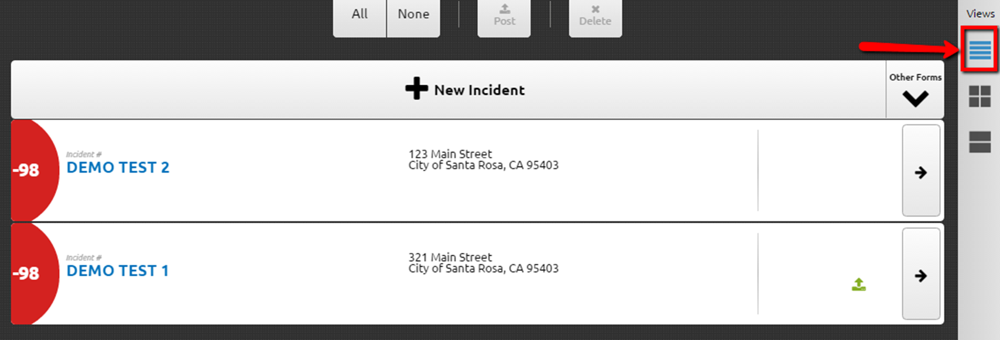 All
None
Post
Delete
Views
New Incident
Other Forms
-98
Incident #
DEMO TEST 2
123 Main Street
City of Santa Rosa, CA 95403
-98
Incident #
DEMO TEST 1
321 Main Street
City of Santa Rosa, CA 95403